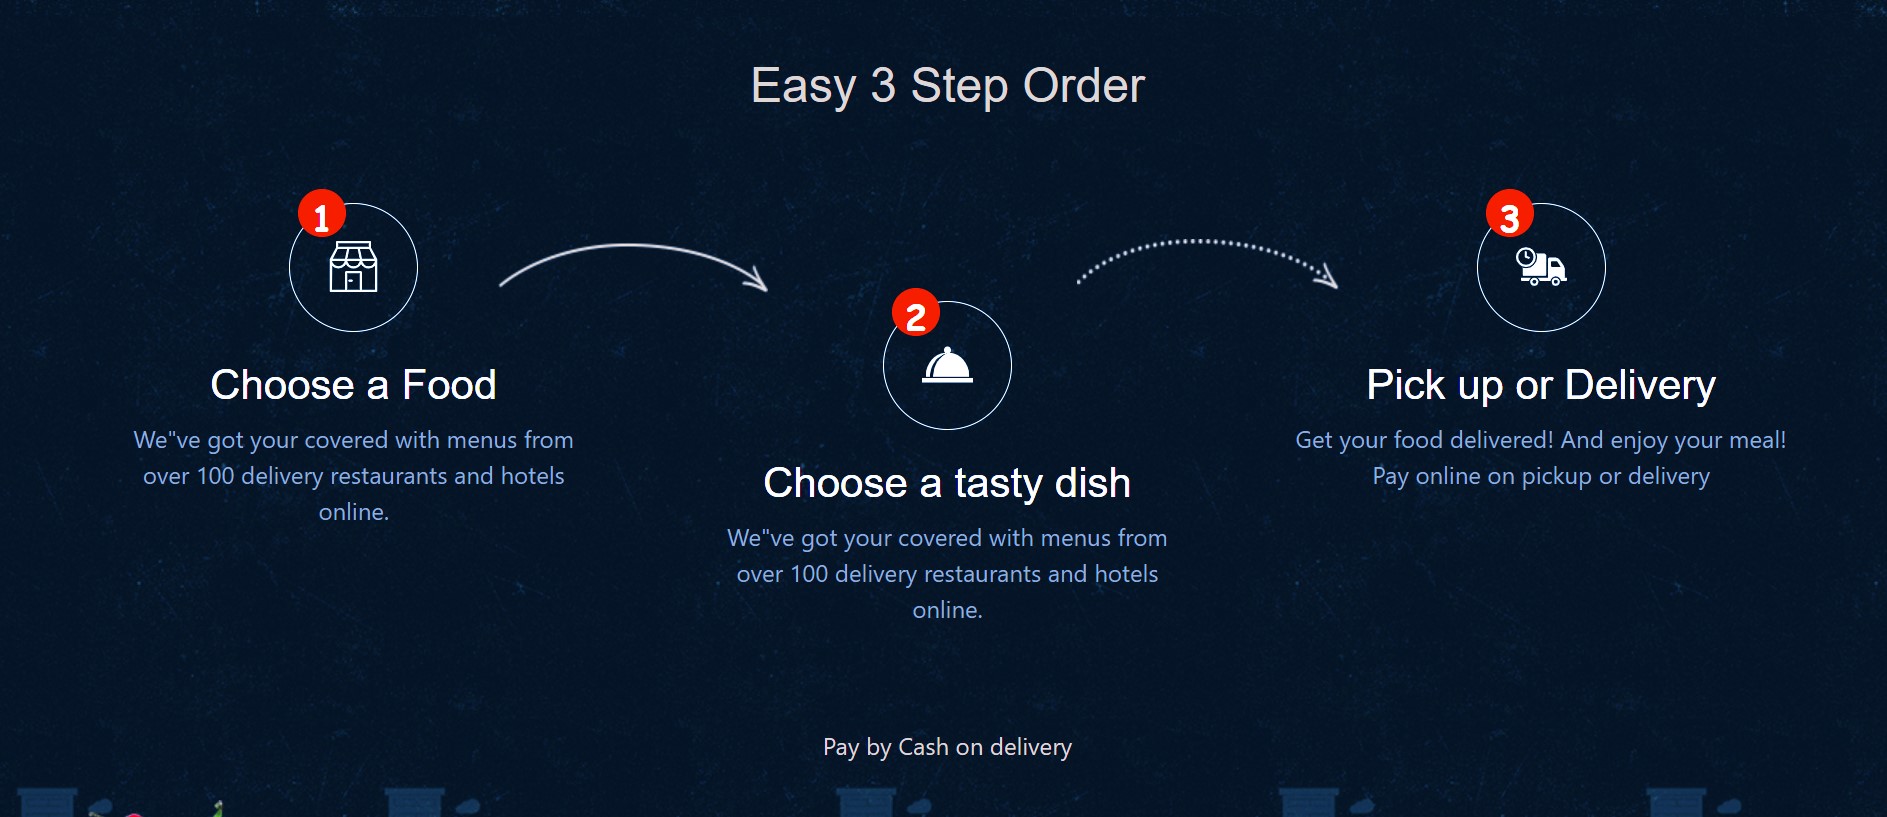 Easy 3 Step Order
1
Choose a Food
We"ve got your covered with menus from
over 100 delivery restaurants and hotels
online.
2
Choose a tasty dish
We"ve got your covered with menus from
over 100 delivery restaurants and hotels
online.
3
Pick up or Delivery
Get your food delivered! And enjoy your meal!
Pay online on pickup or delivery
Pay by Cash on delivery